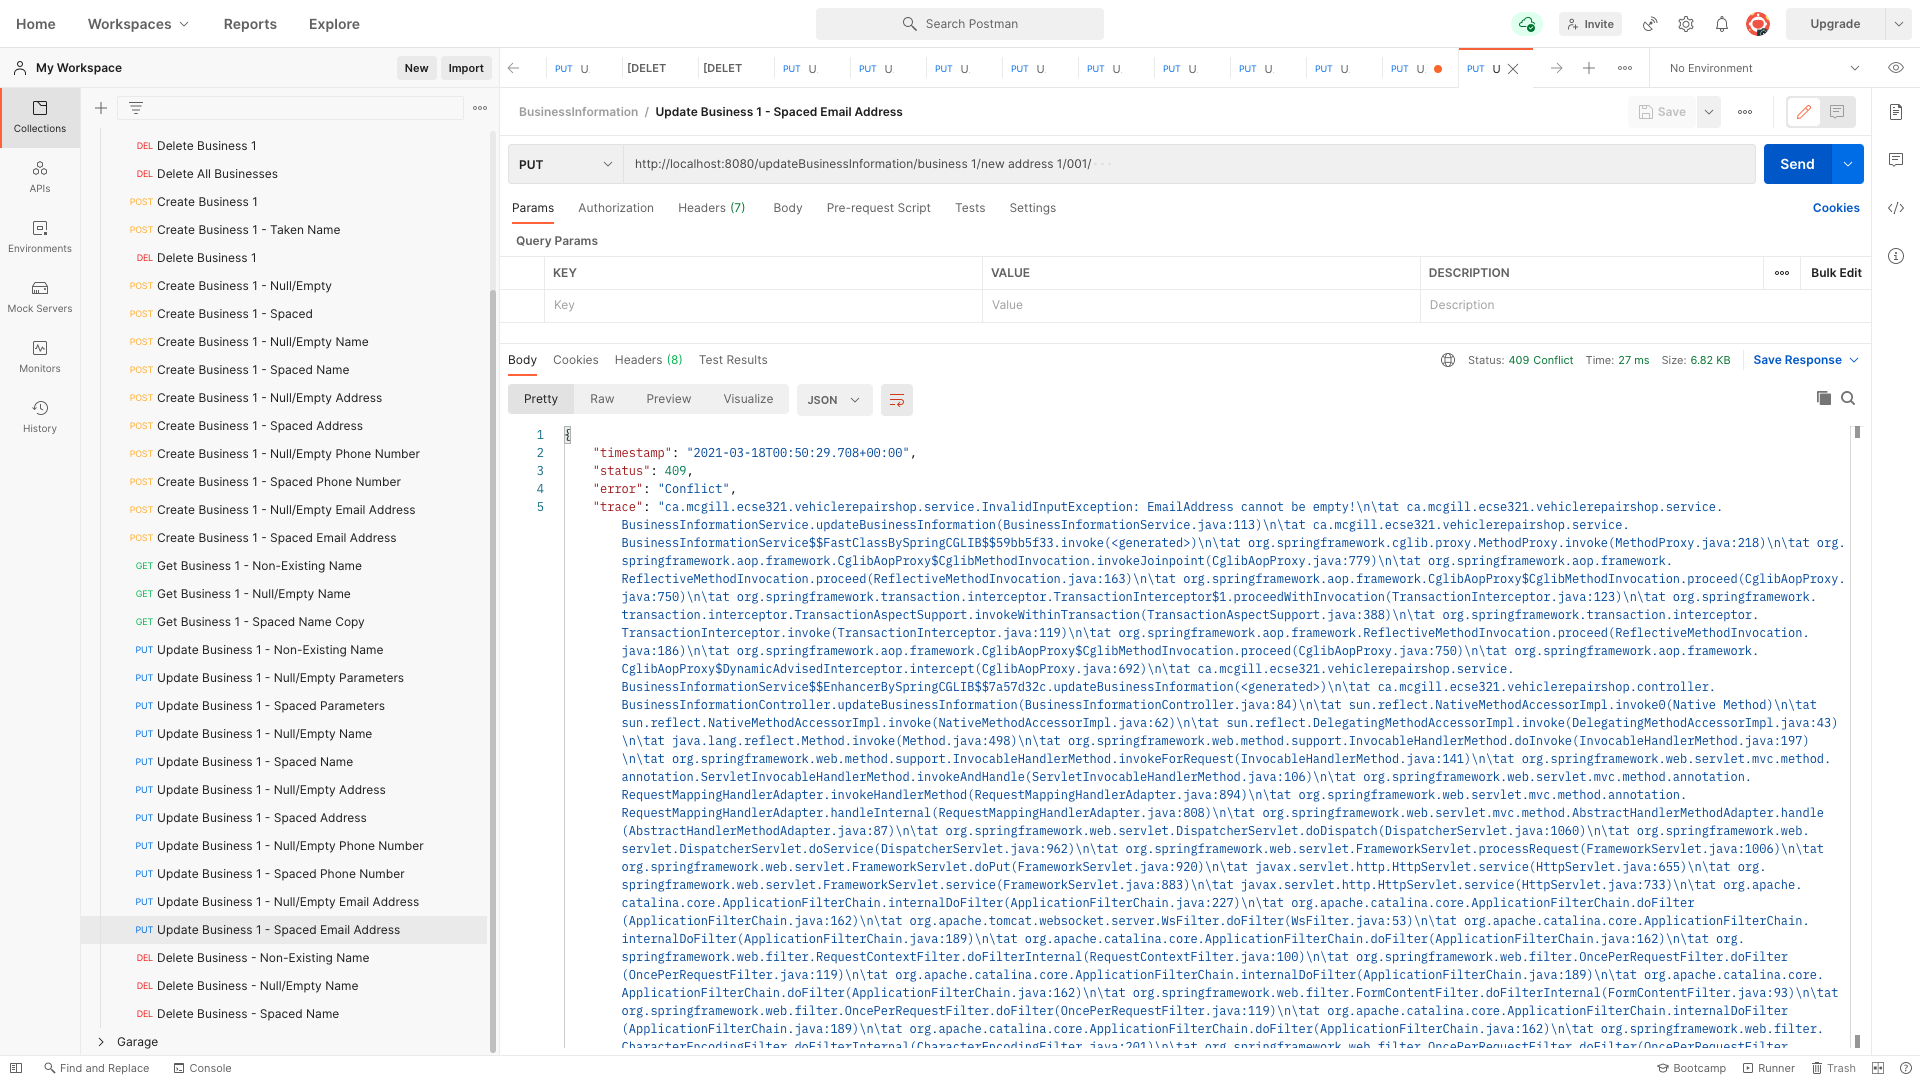 Home Workspaces Reports Explore Search Postman Invite Upgrade
My Workspace New Import PUT U. [DELET [DELET PUT U. PUT U. PUT U. PUT U. PUT U. PUT U. PUT U. PUT U. PUT U. PUT U No Environment
Collections
APIs
Environments
Mock Servers
Monitors
History
DEL Delete Business 1
DEL Delete All Businesses
POST Create Business 1
POST Create Business 1 - Taken Name
DEL Delete Business 1
POST Create Business 1 - Null/Empty
POST Create Business 1 - Spaced
POST Create Business 1 - Null/Empty Name
POST Create Business 1 - Spaced Name
POST Create Business 1 - Null/Empty Address
POST Create Business 1 - Spaced Address
POST Create Business 1 - Null/Empty Phone Number
POST Create Business 1 - Spaced Phone Number
POST Create Business 1 - Null/Empty Email Address
POST Create Business 1 - Spaced Email Address
GET Get Business 1 - Non-Existing Name
GET Get Business 1 - Null/Empty Name
GET Get Business 1 - Spaced Name Copy
PUT Update Business 1 - Non-Existing Name
PUT Update Business 1 - Null/Empty Parameters
PUT Update Business 1 - Spaced Parameters
PUT Update Business 1 - Null/Empty Name
PUT Update Business 1 - Spaced Name
PUT Update Business 1 - Null/Empty Address
PUT Update Business 1 - Spaced Address
PUT Update Business 1 - Null/Empty Phone Number
PUT Update Business 1 - Spaced Phone Number
PUT Update Business 1 - Null/Empty Email Address
PUT Update Business 1 - Spaced Email Address
DEL Delete Business - Non-Existing Name
DEL Delete Business - Null/Empty Name
DEL Delete Business - Spaced Name
Garage
BusinessInformation / Update Business 1 - Spaced Email Address Save
PUT http://localhost:8080/updateBusinessInformation/business 1/new address 1/001/ Send
Params Authorization Headers (7) Body Pre-request Script Tests Settings Cookies
Query Params
KEY VALUE DESCRIPTION Bulk Edit
Key Value Description
Body Cookies Headers (8) Test Results Status: 409 Conflict Time: 27 ms Size: 6.82 KB Save Response
Pretty Raw Preview Visualize JSON
1 {
2 "timestamp": "2021-03-18T00:50:29.708+00:00",
3 "status": 409,
4 "error": "Conflict",
5 "trace": "ca.mcgill.ecse321.vehiclerepairshop.service.InvalidInputException: EmailAddress cannot be empty!\n\tat ca.mcgill.ecse321.vehiclerepairshop.service.
BusinessInformationService.updateBusinessInformation(BusinessInformationService.java:113)\n\tat ca.mcgill.ecse321.vehiclerepairshop.service.
BusinessInformationService$$FastClassBySpringCGLIB$$59bb5f33.invoke(<generated>)\n\tat org.springframework.cglib.proxy.MethodProxy.invoke(MethodProxy.java:218)\n\tat org.
springframework.aop.framework.CglibAopProxy$CglibMethodInvocation.invokeJoinpoint(CglibAopProxy.java:779)\n\tat org.springframework.aop.framework.
ReflectiveMethodInvocation.proceed(ReflectiveMethodInvocation.java:163)\n\tat org.springframework.aop.framework.CglibAopProxy$CglibMethodInvocation.proceed(CglibAopProxy.
java:750)\n\tat org.springframework.transaction.interceptor.TransactionInterceptor$1.proceedWithInvocation(TransactionInterceptor.java:123)\n\tat org.springframework.
transaction.interceptor.TransactionAspectSupport.invokeWithinTransaction(TransactionAspectSupport.java:388)\n\tat org.springframework.transaction.interceptor.
TransactionInterceptor.invoke(TransactionInterceptor.java:119)\n\tat org.springframework.aop.framework.ReflectiveMethodInvocation.proceed(ReflectiveMethodInvocation.
java:186)\n\tat org.springframework.aop.framework.CglibAopProxy$CglibMethodInvocation.proceed(CglibAopProxy.java:750)\n\tat org.springframework.aop.framework.
CglibAopProxy$DynamicAdvisedInterceptor.intercept(CglibAopProxy.java:692)\n\tat ca.mcgill.ecse321.vehiclerepairshop.service.
BusinessInformationService$$EnhancerBySpringCGLIB$$7a57d32c.updateBusinessInformation(<generated>)\n\tat ca.mcgill.ecse321.vehiclerepairshop.controller.
BusinessInformationController.updateBusinessInformation(BusinessInformationController.java:84)\n\tat sun.reflect.NativeMethodAccessorImpl.invoke0(Native Method)\n\tat
sun.reflect.NativeMethodAccessorImpl.invoke(NativeMethodAccessorImpl.java:62)\n\tat sun.reflect.DelegatingMethodAccessorImpl.invoke(DelegatingMethodAccessorImpl.java:43)
\n\tat java.lang.reflect.Method.invoke(Method.java:498)\n\tat org.springframework.web.method.support.InvocableHandlerMethod.doInvoke(InvocableHandlerMethod.java:197)
\n\tat org.springframework.web.method.support.InvocableHandlerMethod.invokeForRequest(InvocableHandlerMethod.java:141)\n\tat org.springframework.web.servlet.mvc.method.
annotation.ServletInvocableHandlerMethod.invokeAndHandle(ServletInvocableHandlerMethod.java:106)\n\tat org.springframework.web.servlet.mvc.method.annotation.
RequestMappingHandlerAdapter.invokeHandlerMethod(RequestMappingHandlerAdapter.java:894)\n\tat org.springframework.web.servlet.mvc.method.annotation.
RequestMappingHandlerAdapter.handleInternal(RequestMappingHandlerAdapter.java:808)\n\tat org.springframework.web.servlet.mvc.method.AbstractHandlerMethodAdapter.handle
(AbstractHandlerMethodAdapter.java:87)\n\tat org.springframework.web.servlet.DispatcherServlet.doDispatch(DispatcherServlet.java:1060)\n\tat org.springframework.web.
servlet.DispatcherServlet.doService(DispatcherServlet.java:962)\n\tat org.springframework.web.servlet.FrameworkServlet.processRequest(FrameworkServlet.java:1006)\n\tat
org.springframework.web.servlet.FrameworkServlet.doPut(FrameworkServlet.java:920)\n\tat javax.servlet.http.HttpServlet.service(HttpServlet.java:655)\n\tat org.
springframework.web.servlet.FrameworkServlet.service(FrameworkServlet.java:883)\n\tat javax.servlet.http.HttpServlet.service(HttpServlet.java:733)\n\tat org.apache.
catalina.core.ApplicationFilterChain.internalDoFilter(ApplicationFilterChain.java:227)\n\tat org.apache.catalina.core.ApplicationFilterChain.doFilter
(ApplicationFilterChain.java:162)\n\tat org.apache.tomcat.websocket.server.WsFilter.doFilter(WsFilter.java:53)\n\tat org.apache.catalina.core.ApplicationFilterChain.
internalDoFilter(ApplicationFilterChain.java:189)\n\tat org.apache.catalina.core.ApplicationFilterChain.doFilter(ApplicationFilterChain.java:162)\n\tat org.
springframework.web.filter.RequestContextFilter.doFilterInternal(RequestContextFilter.java:100)\n\tat org.springframework.web.filter.OncePerRequestFilter.doFilter
(OncePerRequestFilter.java:119)\n\tat org.apache.catalina.core.ApplicationFilterChain.internalDoFilter(ApplicationFilterChain.java:189)\n\tat org.apache.catalina.core.
ApplicationFilterChain.doFilter(ApplicationFilterChain.java:162)\n\tat org.springframework.web.filter.FormContentFilter.doFilterInternal(FormContentFilter.java:93)\n\tat
org.springframework.web.filter.OncePerRequestFilter.doFilter(OncePerRequestFilter.java:119)\n\tat org.apache.catalina.core.ApplicationFilterChain.internalDoFilter
(ApplicationFilterChain.java:189)\n\tat org.apache.catalina.core.ApplicationFilterChain.doFilter(ApplicationFilterChain.java:162)\n\tat org.springframework.web.filter.
CharacterEncodingFilter.doFilterInternal(CharacterEncodingFilter.java:201)\n\tat org.springframework.web.filter.OncePerRequestFilter.doFilter(OncePerRequestFilter.
Find and Replace Console Bootcamp Runner Trash